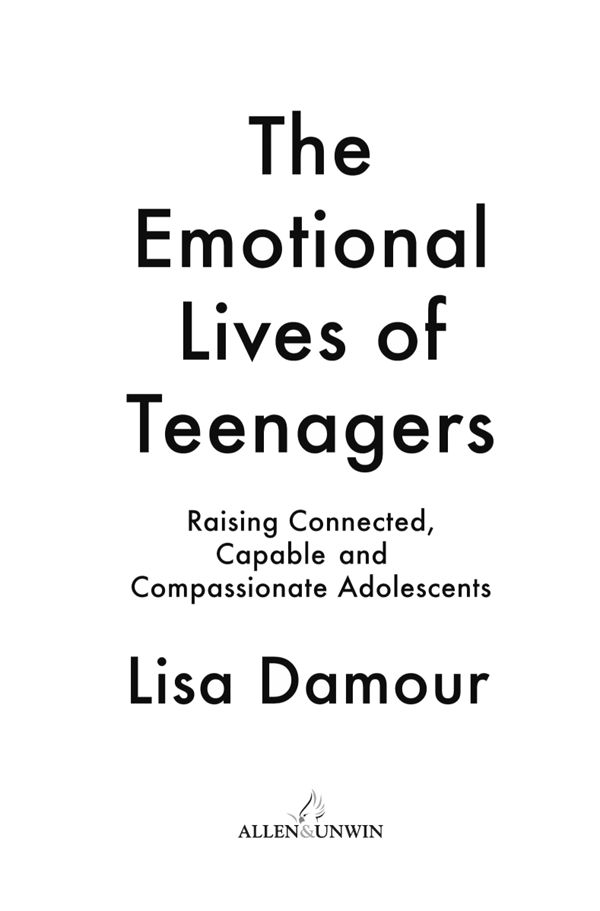 The
Emotional
Lives of
Teenagers
Raising Connected,
Capable and
Compassionate Adolescents
Lisa Damour
ALLEN&UNWIN